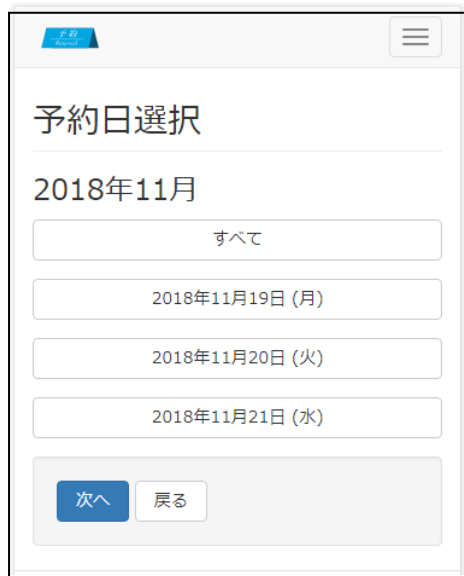 予約
予約日選択
2018年11月
すべて
2018年11月19日 (月)
2018年11月20日 (火)
2018年11月21日 (水)
次へ
戻る